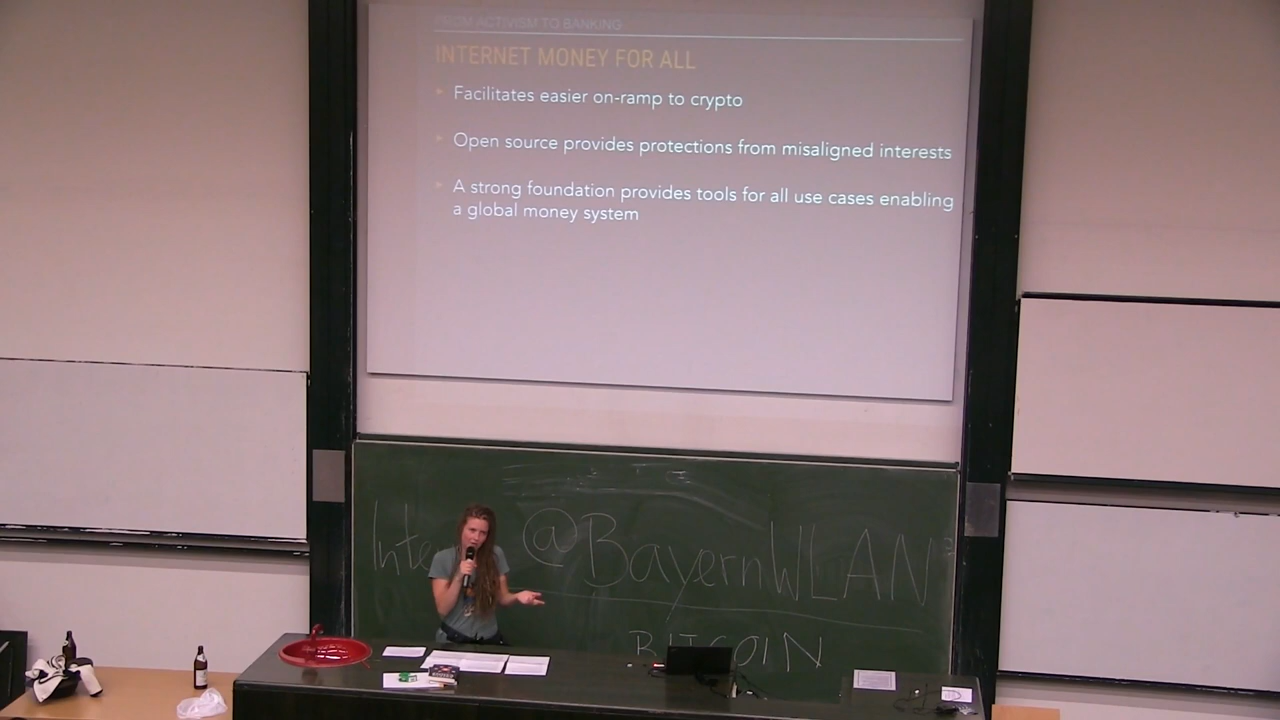 FROM ACTIVISM TO BANKING
INTERNET MONEY FOR ALL
Facilitates easier on-ramp to crypto
Open source provides protections from misaligned interests
A strong foundation provides tools for all use cases enabling
a global money system
Inte @BayernWLAN
BITCOIN